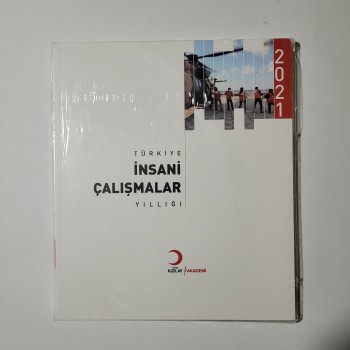 2021
TÜRKİYE
İNSANİ
ÇALIŞMALAR
YILLIĞI
KIZILAY AKADEMİ